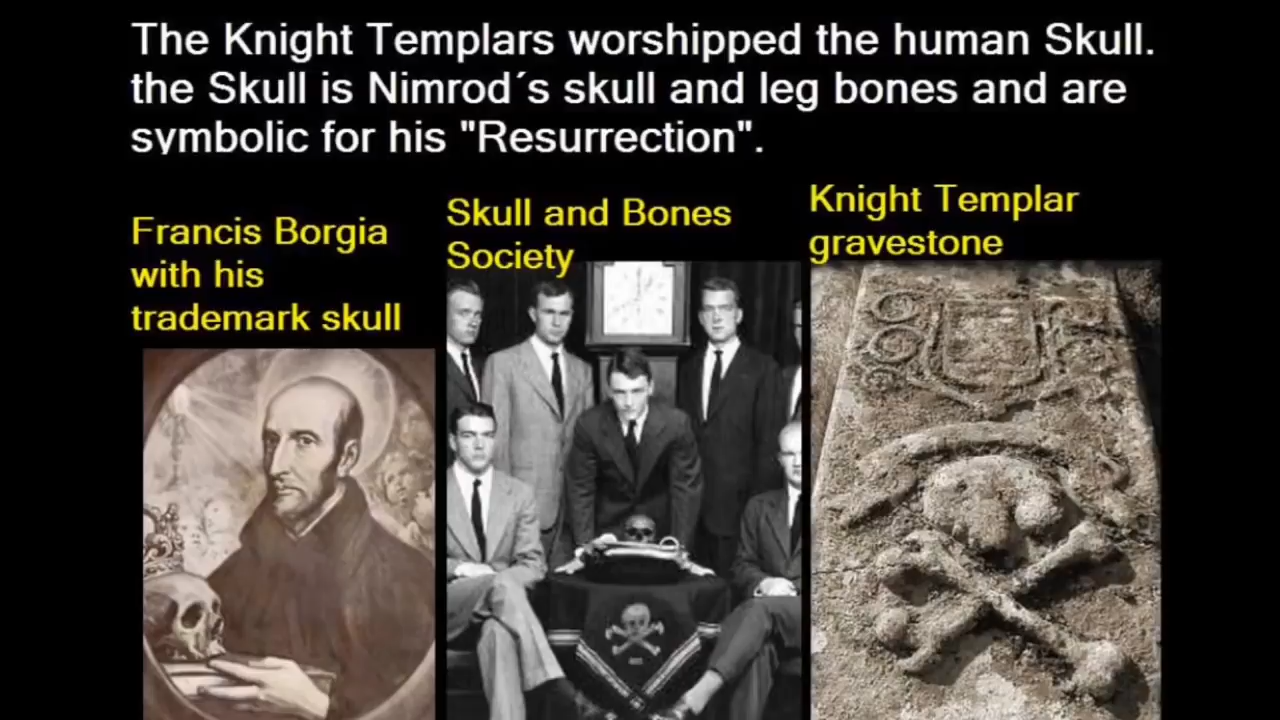 The Knight Templars worshipped the human Skull.
the Skull is Nimrod´s skull and leg bones and are
symbolic for his "Resurrection".
Francis Borgia
with his
trademark skull
Skull and Bones
Society
Knight Templar
gravestone